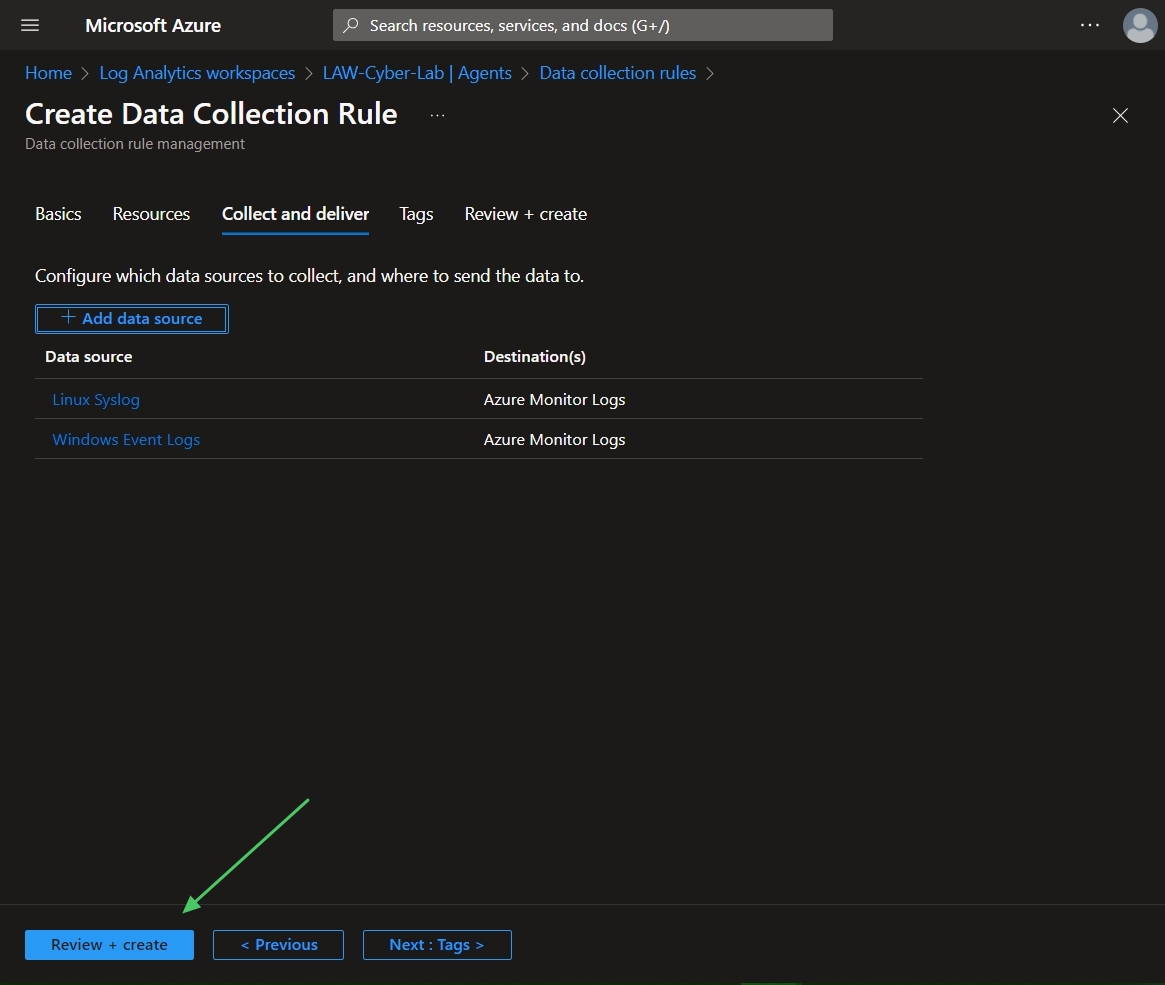 Microsoft Azure
Search resources, services, and docs (G+/)
...
Home > Log Analytics workspaces > LAW-Cyber-Lab | Agents > Data collection rules >
Create Data Collection Rule ...
Data collection rule management
Basics Resources Collect and deliver Tags Review + create
Configure which data sources to collect, and where to send the data to.
+ Add data source
Data source Destination(s)
Linux Syslog Azure Monitor Logs
Windows Event Logs Azure Monitor Logs
Review + create < Previous Next : Tags >